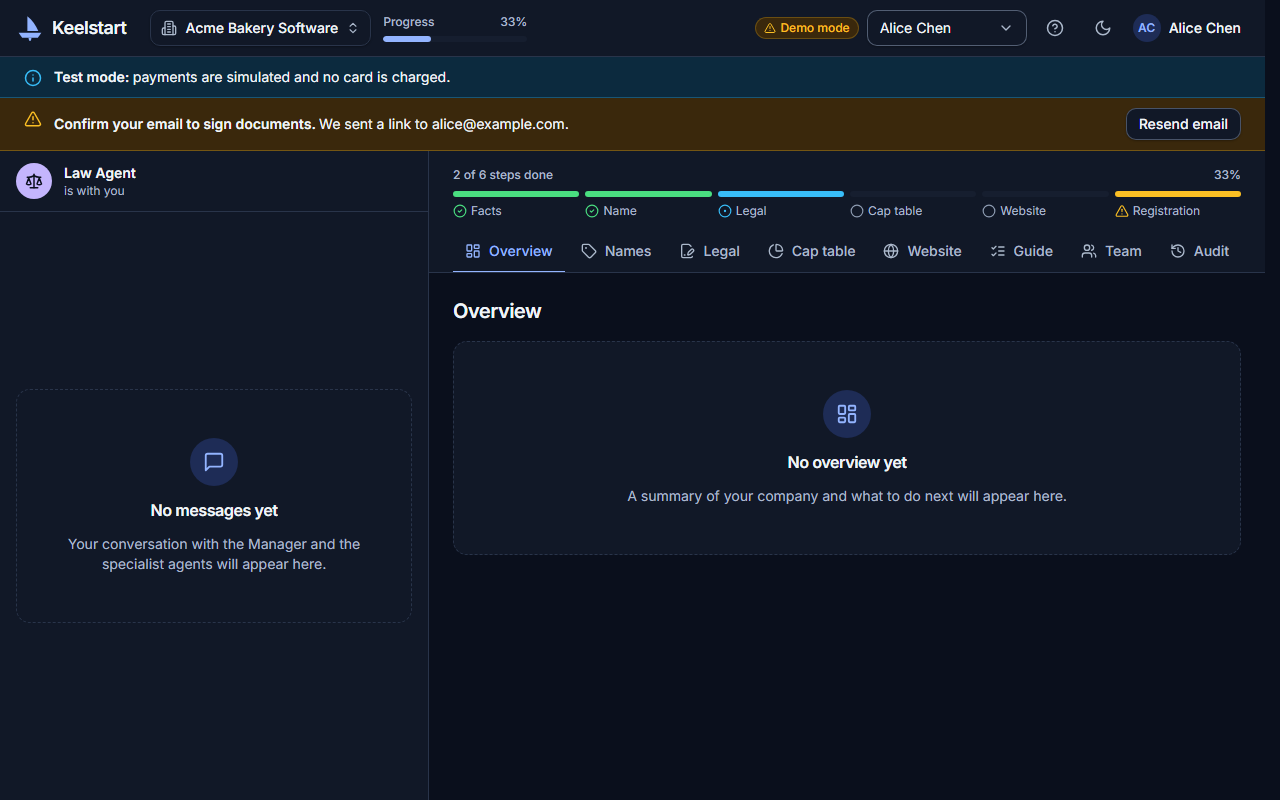 Keelstart
Acme Bakery Software
Progress 33%
Demo mode
Alice Chen
AC Alice Chen
Test mode: payments are simulated and no card is charged.
Confirm your email to sign documents. We sent a link to alice@example.com.
Resend email
Law Agent
is with you
No messages yet
Your conversation with the Manager and the
specialist agents will appear here.
2 of 6 steps done 33%
Facts Name Legal Cap table Website Registration
Overview Names Legal Cap table Website Guide Team Audit
Overview
No overview yet
A summary of your company and what to do next will appear here.